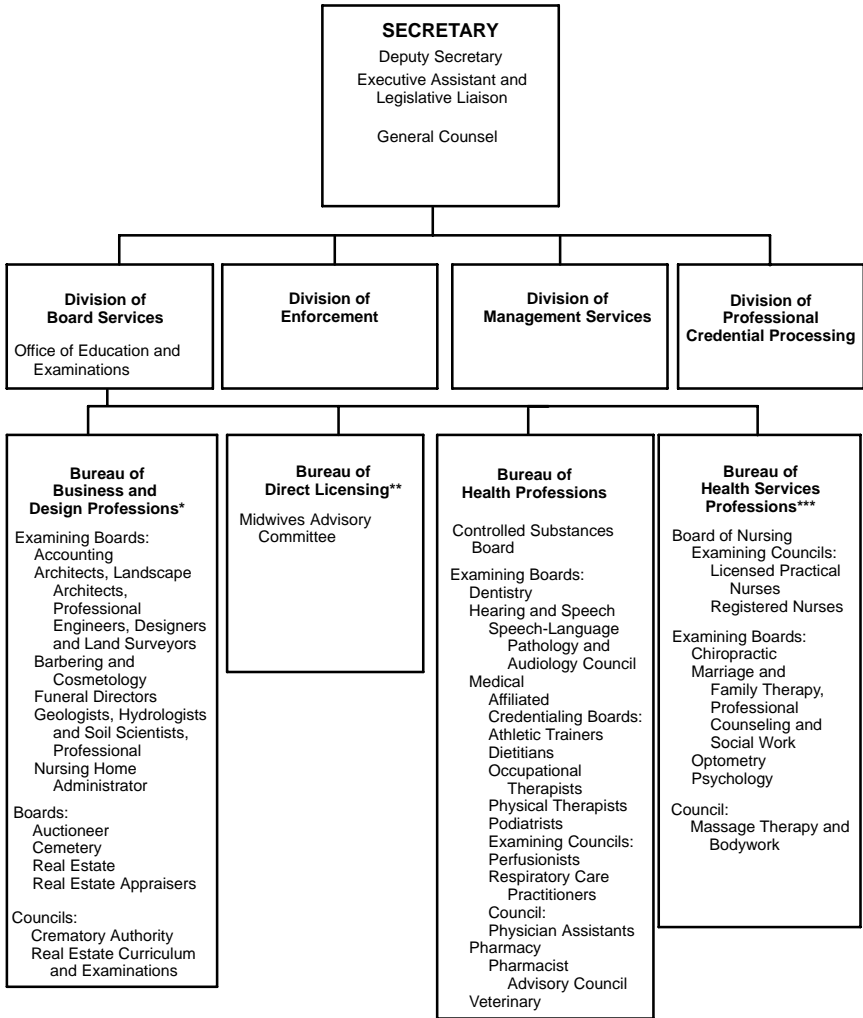 SECRETARY
Deputy Secretary
Executive Assistant and
Legislative Liaison
General Counsel
Division of
Board Services
Office of Education and
Examinations
Division of
Enforcement
Division of
Management Services
Division of
Professional
Credential Processing
Bureau of
Business and
Design Professions*
Examining Boards:
Accounting
Architects, Landscape
Architects,
Professional
Engineers, Designers
and Land Surveyors
Barbering and
Cosmetology
Funeral Directors
Geologists, Hydrologists
and Soil Scientists,
Professional
Nursing Home
Administrator
Boards:
Auctioneer
Cemetery
Real Estate
Real Estate Appraisers
Councils:
Crematory Authority
Real Estate Curriculum
and Examinations
Bureau of
Direct Licensing**
Midwives Advisory
Committee
Bureau of
Health Professions
Controlled Substances
Board
Examining Boards:
Dentistry
Hearing and Speech
Speech-Language
Pathology and
Audiology Council
Medical
Affiliated
Credentialing Boards:
Athletic Trainers
Dietitians
Occupational
Therapists
Physical Therapists
Podiatrists
Examining Councils:
Perfusionists
Respiratory Care
Practitioners
Council:
Physician Assistants
Pharmacy
Pharmacist
Advisory Council
Veterinary
Bureau of
Health Services
Professions***
Board of Nursing
Examining Councils:
Licensed Practical
Nurses
Registered Nurses
Examining Boards:
Chiropractic
Marriage and
Family Therapy,
Professional
Counseling and
Social Work
Optometry
Psychology
Council:
Massage Therapy and
Bodywork